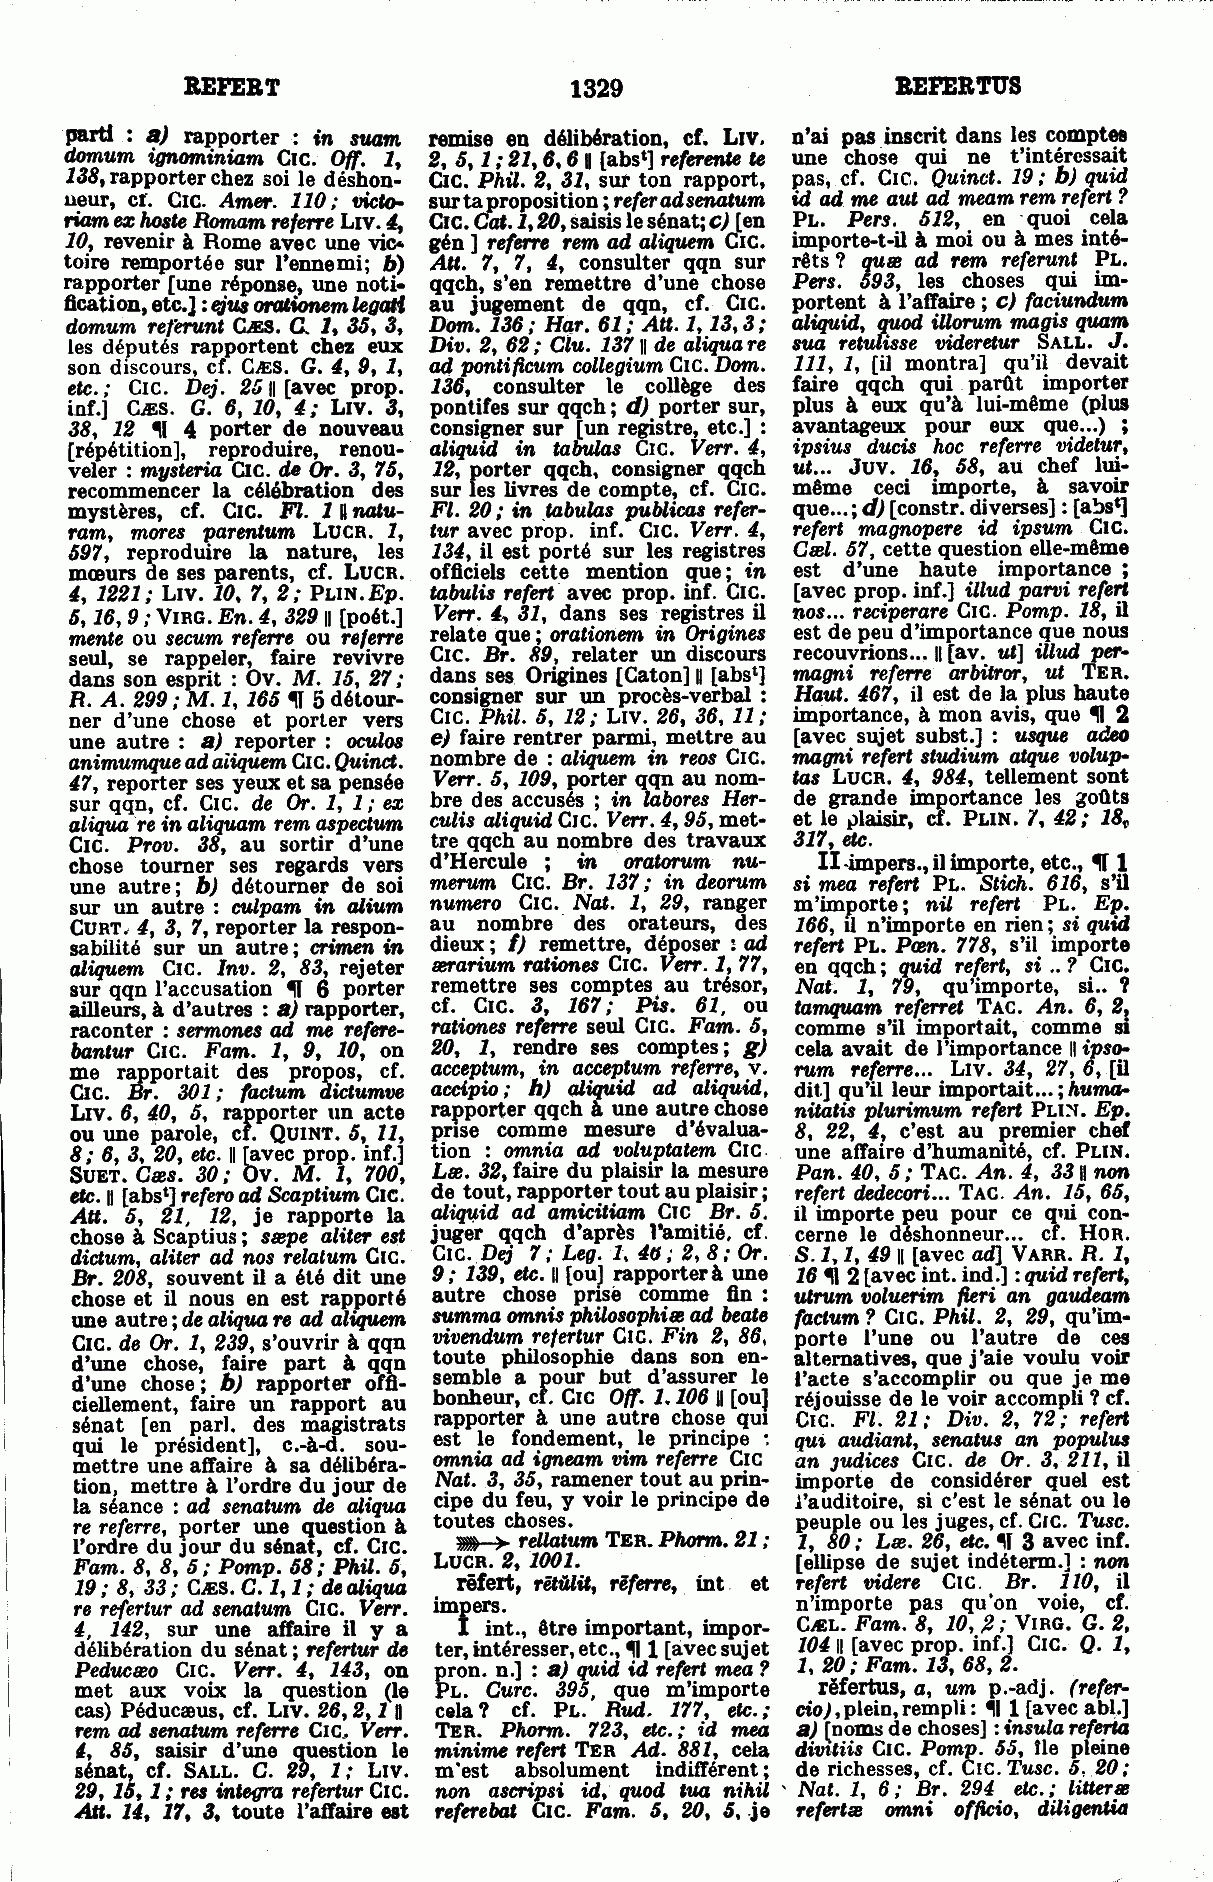 REFERT
1329
REFERTUS
parti : a) rapporter : in suam
domum ignominiam CIC. Off. 1,
138, rapporter chez soi le déshon-
neur, cf. CIC. Amer. 110 ; victo-
riam ex hoste Romam referre LIV. 4,
10, revenir à Rome avec une vic-
toire remportée sur l'ennemi; b)
rapporter [une réponse, une noti-
fication, etc.] : ejus orationem legati
domum referunt CÆS. C. 1, 35, 3,
les députés rapportent chez eux
son discours, cf. CÆS. G. 4, 9, 1,
etc. ; CIC. Dej. 25 || [avec prop.
inf.] CÆS. G. 6, 10, 4 ; LIV. 3,
38, 12 ¶ 4 porter de nouveau
[répétition], reproduire, renou-
veler : mysteria CIC. de Or. 3, 75,
recommencer la célébration des
mystères, cf. CIC. Fl. 1 || natu-
ram, mores parentum LUCR. 1,
597, reproduire la nature, les
mœurs de ses parents, cf. LUCR.
4, 1221 ; LIV. 10, 7, 2 ; PLIN. Ep.
5, 16, 9 ; VIRG. En. 4, 329 || [poét.]
mente ou secum referre ou referre
seul, se rappeler, faire revivre
dans son esprit : OV. M. 15, 27 ;
R. A. 299 ; M. 1, 165 ¶ 5 détour-
ner d'une chose et porter vers
une autre : a) reporter : oculos
animumque ad aliquem CIC. Quinct.
47, reporter ses yeux et sa pensée
sur qqn, cf. CIC. de Or. 1, 1 ; ex
aliqua re in aliquam rem aspectum
CIC. Prov. 38, au sortir d'une
chose tourner ses regards vers
une autre ; b) détourner de soi
sur un autre : culpam in alium
CURT. 4, 3, 7, reporter la respon-
sabilité sur un autre ; crimen in
aliquem CIC. Inv. 2, 83, rejeter
sur qqn l'accusation ¶ 6 porter
ailleurs, à d'autres : a) rapporter,
raconter : sermones ad me refere-
bantur CIC. Fam. 1, 9, 10, on
me rapportait des propos, cf.
CIC. Br. 301 ; factum dictumve
LIV. 6, 40, 5, rapporter un acte
ou une parole, cf. QUINT. 5, 11,
8 ; 6, 3, 20, etc. || [avec prop. inf.]
SUET. Cæs. 30 ; OV. M. 1, 700,
etc. || [absᵗ] refero ad Scaptium CIC.
Att. 5, 21, 12, je rapporte la
chose à Scaptius ; sæpe aliter est
dictum, aliter ad nos relatum CIC.
Br. 208, souvent il a été dit une
chose et il nous en est rapporté
une autre ; de aliqua re ad aliquem
CIC. de Or. 1, 239, s'ouvrir à qqn
d'une chose, faire part à qqn
d'une chose ; b) rapporter offi-
ciellement, faire un rapport au
sénat [en parl. des magistrats
qui le président], c.-à-d. sou-
mettre une affaire à sa délibéra-
tion, mettre à l'ordre du jour de
la séance : ad senatum de aliqua
re referre, porter une question à
l'ordre du jour du sénat, cf. CIC.
Fam. 8, 8, 5 ; Pomp. 58 ; Phil. 5,
19 ; 8, 33 ; CÆS. C. 1, 1 ; de aliqua
re refertur ad senatum CIC. Verr.
4, 142, sur une affaire il y a
délibération du sénat ; refertur de
Peducæo CIC. Verr. 4, 143, on
met aux voix la question (le
cas) Péducæus, cf. LIV. 26, 2, 1 ||
rem ad senatum referre CIC. Verr.
4, 85, saisir d'une question le
sénat, cf. SALL. C. 29, 1 ; LIV.
29, 15, 1 ; res integra refertur CIC.
Att. 14, 17, 3, toute l'affaire est
remise en délibération, cf. LIV.
2, 5, 1 ; 21, 6, 6 || [absᵗ] referente te
CIC. Phil. 2, 31, sur ton rapport,
sur ta proposition ; refer ad senatum
CIC. Cat. 1, 20, saisis le sénat; c) [en
gén ] referre rem ad aliquem CIC.
Att. 7, 7, 4, consulter qqn sur
qqch, s'en remettre d'une chose
au jugement de qqn, cf. CIC.
Dom. 136 ; Har. 61 ; Att. 1, 13, 3 ;
Div. 2, 62 ; Clu. 137 || de aliqua re
ad pontificum collegium CIC. Dom.
136, consulter le collège des
pontifes sur qqch ; d) porter sur,
consigner sur [un registre, etc.] :
aliquid in tabulas CIC. Verr. 4,
12, porter qqch, consigner qqch
sur les livres de compte, cf. CIC.
Fl. 20 ; in tabulas publicas refer-
tur avec prop. inf. CIC. Verr. 4,
134, il est porté sur les registres
officiels cette mention que ; in
tabulis refert avec prop. inf. CIC.
Verr. 4, 31, dans ses registres il
relate que ; orationem in Origines
CIC. Br. 89, relater un discours
dans ses Origines [Caton] || [absᵗ]
consigner sur un procès-verbal :
CIC. Phil. 5, 12 ; LIV. 26, 36, 11 ;
e) faire rentrer parmi, mettre au
nombre de : aliquem in reos CIC.
Verr. 5, 109, porter qqn au nom-
bre des accusés ; in labores Her-
culis aliquid CIC. Verr. 4, 95, met-
tre qqch au nombre des travaux
d'Hercule ; in oratorum nu-
merum CIC. Br. 137 ; in deorum
numero CIC. Nat. 1, 29, ranger
au nombre des orateurs, des
dieux ; f) remettre, déposer : ad
ærarium rationes CIC. Verr. 1, 77,
remettre ses comptes au trésor,
cf. CIC. 3, 167 ; Pis. 61, ou
rationes referre seul CIC. Fam. 5,
20, 1, rendre ses comptes ; g)
acceptum, in acceptum referre, v.
accipio ; h) aliquid ad aliquid,
rapporter qqch à une autre chose
prise comme mesure d'évalua-
tion : omnia ad voluptatem CIC
Læ. 32, faire du plaisir la mesure
de tout, rapporter tout au plaisir ;
aliquid ad amicitiam CIC Br. 5.
juger qqch d'après l'amitié, cf.
CIC. Dej 7 ; Leg. 1. 46 ; 2, 8 ; Or.
9 ; 139, etc. || [ou] rapporter à une
autre chose prise comme fin :
summa omnis philosophiæ ad beate
vivendum refertur CIC. Fin 2, 86,
toute philosophie dans son en-
semble a pour but d'assurer le
bonheur, cf. CIC Off. 1. 106 || [ou]
rapporter à une autre chose qui
est le fondement, le principe :
omnia ad igneam vim referre CIC
Nat. 3, 35, ramener tout au prin-
cipe du feu, y voir le principe de
toutes choses.
»»→ rellatum TER. Phorm. 21 ;
LUCR. 2, 1001.
rēfert, rētŭlit, rēferre, int et
impers.
I int., être important, impor-
ter, intéresser, etc., ¶ 1 [avec sujet
pron. n.] : a) quid id refert mea ?
PL. Curc. 395, que m'importe
cela ? cf. PL. Rud. 177, etc. ;
TER. Phorm. 723, etc. ; id mea
minime refert TER Ad. 881, cela
m'est absolument indifférent ;
non ascripsi id, quod tua nihil
referebat CIC. Fam. 5, 20, 5, je
n'ai pas inscrit dans les comptes
une chose qui ne t'intéressait
pas, cf. CIC. Quinct. 19 ; b) quid
id ad me aut ad meam rem refert ?
PL. Pers. 512, en quoi cela
importe-t-il à moi ou à mes inté-
rêts ? quæ ad rem referunt PL.
Pers. 593, les choses qui im-
portent à l'affaire ; c) faciundum
aliquid, quod illorum magis quam
sua retulisse videretur SALL. J.
111, 1, [il montra] qu'il devait
faire qqch qui parût importer
plus à eux qu'à lui-même (plus
avantageux pour eux que...) ;
ipsius ducis hoc referre videtur,
ut... JUV. 16, 58, au chef lui-
même ceci importe, à savoir
que... ; d) [constr. diverses] : [absᵗ]
refert magnopere id ipsum CIC.
Cæl. 57, cette question elle-même
est d'une haute importance ;
[avec prop. inf.] illud parvi refert
nos... reciperare CIC. Pomp. 18, il
est de peu d'importance que nous
recouvrions... || [av. ut] illud per-
magni referre arbitror, ut TER.
Haut. 467, il est de la plus haute
importance, à mon avis, que ¶ 2
[avec sujet subst.] : usque adeo
magni refert studium atque volup-
tas LUCR. 4, 984, tellement sont
de grande importance les goûts
et le plaisir, cf. PLIN. 7, 42 ; 18,
317, etc.
II impers., il importe, etc., ¶ 1
si mea refert PL. Stich. 616, s'il
m'importe ; nil refert PL. Ep.
166, il n'importe en rien ; si quid
refert PL. Pœn. 778, s'il importe
en qqch ; quid refert, si .. ? CIC.
Nat. 1, 79, qu'importe, si.. ?
tamquam referret TAC. An. 6, 2,
comme s'il importait, comme si
cela avait de l'importance || ipso-
rum referre... LIV. 34, 27, 6, [il
dit] qu'il leur importait... ; huma-
nitatis plurimum refert PLIN. Ep.
8, 22, 4, c'est au premier chef
une affaire d'humanité, cf. PLIN.
Pan. 40, 5 ; TAC. An. 4, 33 || non
refert dedecori... TAC. An. 15, 65,
il importe peu pour ce qui con-
cerne le déshonneur... cf. HOR.
S. 1, 1, 49 || [avec ad] VARR. R. 1,
16 ¶ 2 [avec int. ind.] : quid refert,
utrum voluerim fieri an gaudeam
factum ? CIC. Phil. 2, 29, qu'im-
porte l'une ou l'autre de ces
alternatives, que j'aie voulu voir
l'acte s'accomplir ou que je me
réjouisse de le voir accompli ? cf.
CIC. Fl. 21 ; Div. 2, 72 ; refert
qui audiant, senatus an populus
an judices CIC. de Or. 3, 211, il
importe de considérer quel est
l'auditoire, si c'est le sénat ou le
peuple ou les juges, cf. CIC. Tusc.
1, 80 ; Læ. 26, etc. ¶ 3 avec inf.
[ellipse de sujet indéterm.] : non
refert videre CIC. Br. 110, il
n'importe pas qu'on voie, cf.
CÆL. Fam. 8, 10, 2 ; VIRG. G. 2,
104 || [avec prop. inf.] CIC. Q. 1,
1, 20 ; Fam. 13, 68, 2.
rĕfertus, a, um p.-adj. (refer-
cio), plein, rempli : ¶ 1 [avec abl.]
a) [noms de choses] : insula referta
divitiis CIC. Pomp. 55, île pleine
de richesses, cf. CIC. Tusc. 5, 20 ;
Nat. 1, 6 ; Br. 294 etc. ; litteræ
refertæ omni officio, diligentia